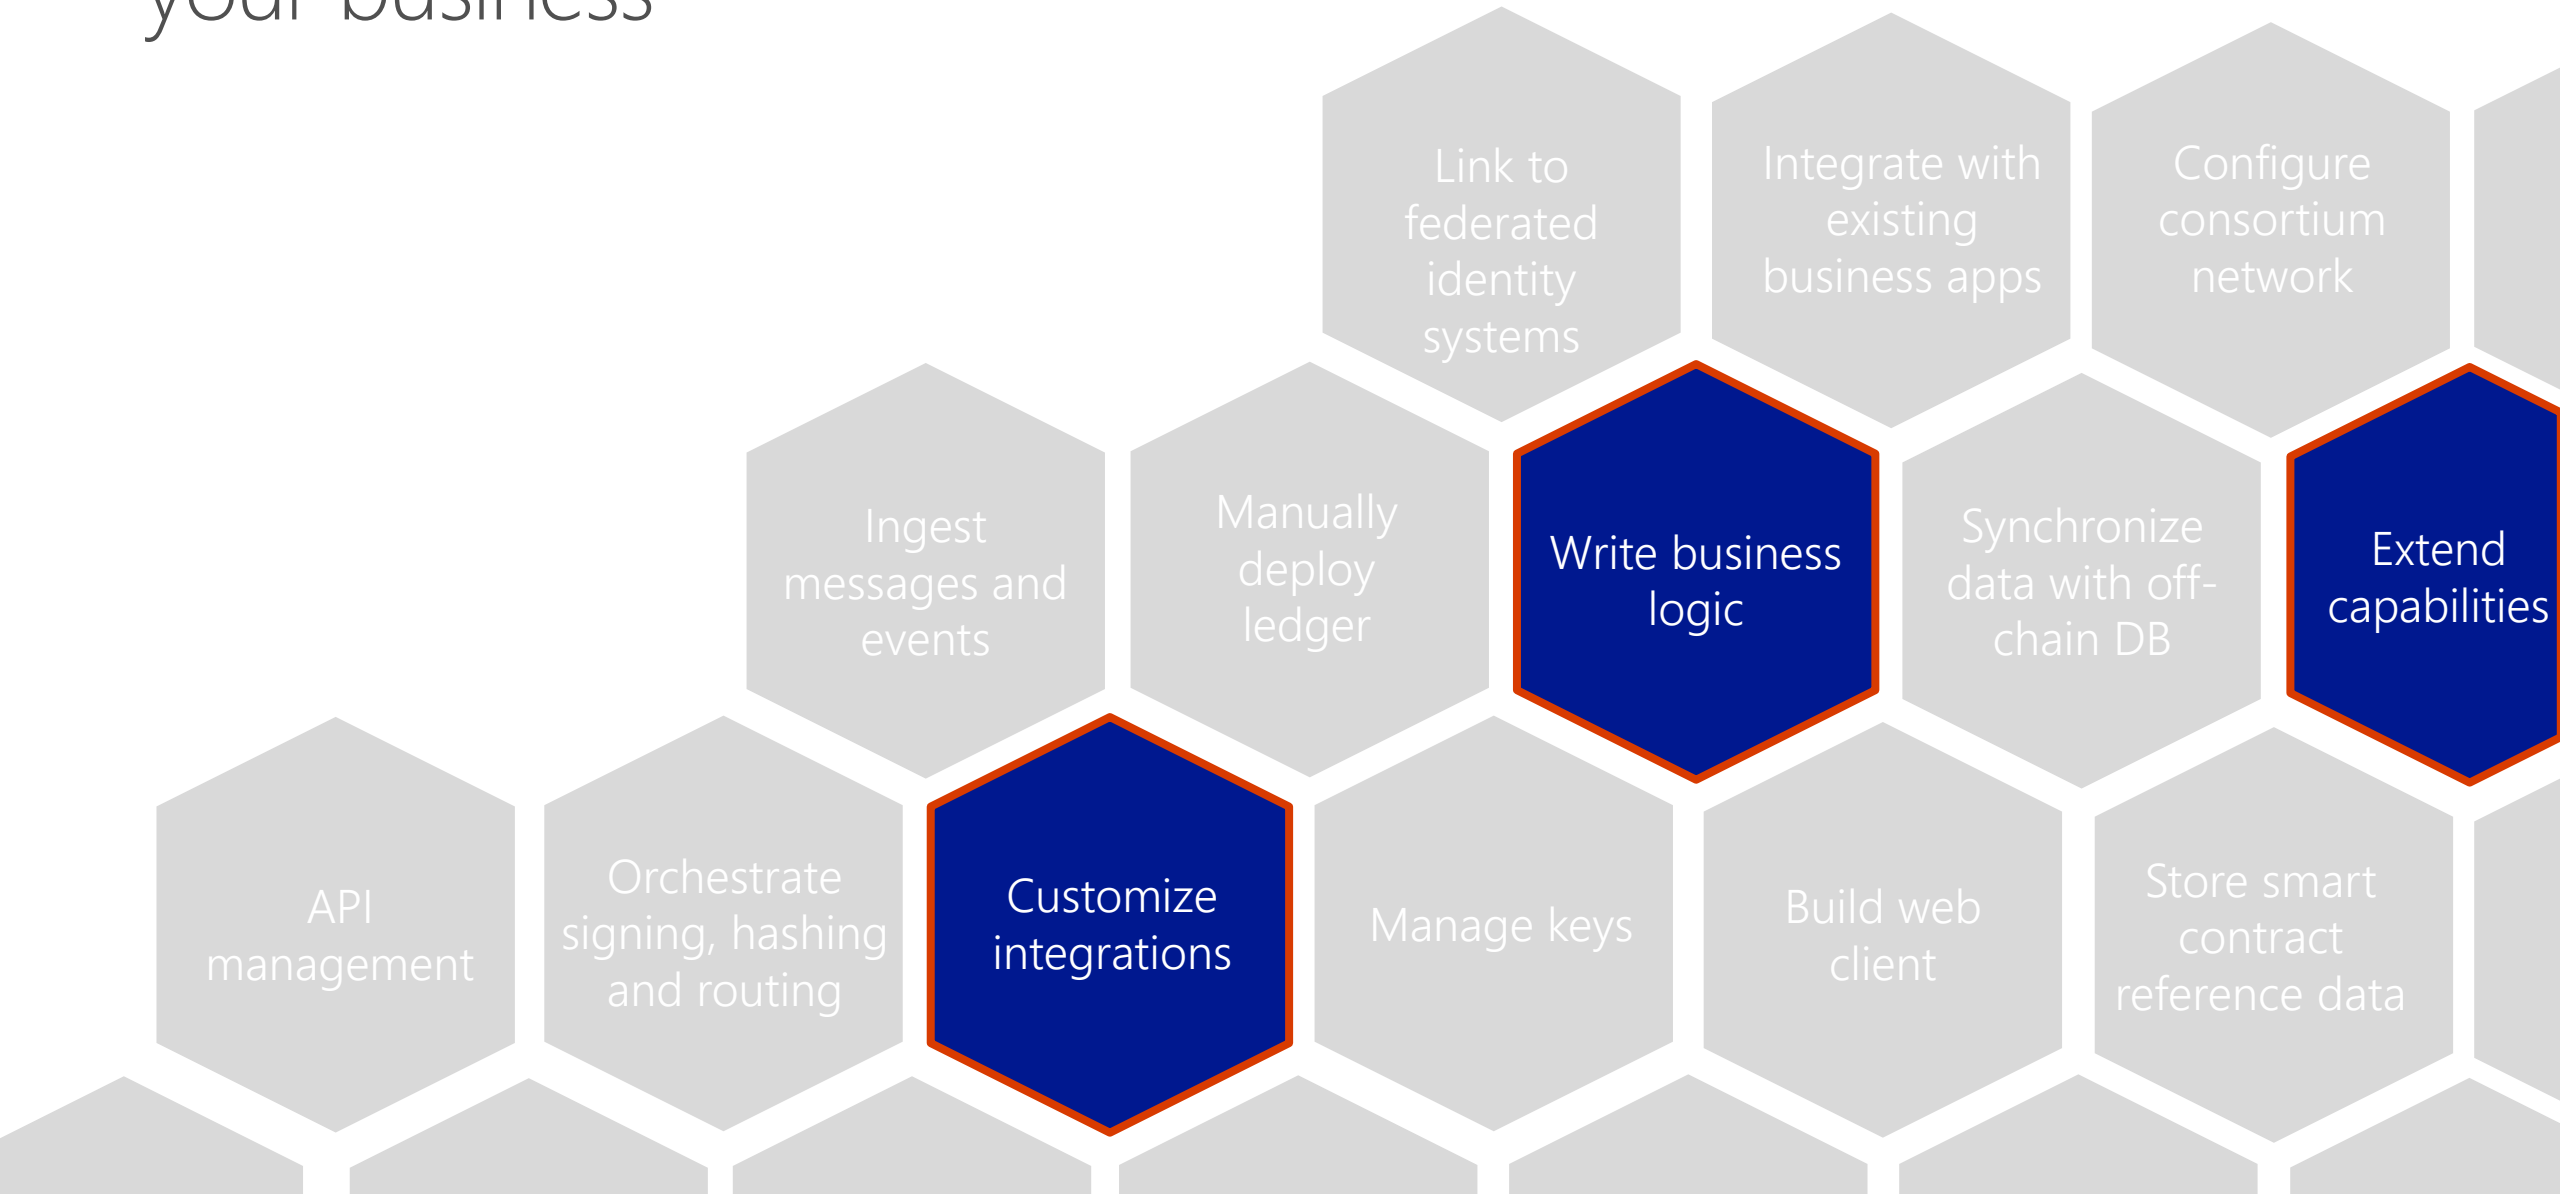 your business
Link to
federated
identity
systems
Integrate with
existing
business apps
Configure
consortium
network
Ingest
messages and
events
Manually
deploy
ledger
Write business
logic
Synchronize
data with off-
chain DB
Extend
capabilities
API
management
Orchestrate
signing, hashing
and routing
Customize
integrations
Manage keys
Build web
client
Store smart
contract
reference data